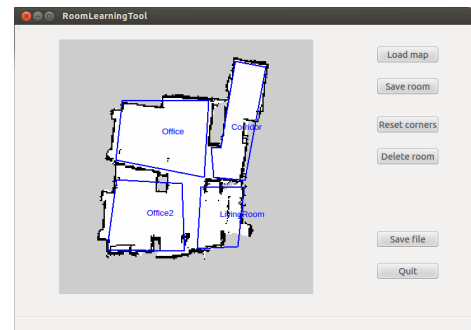 RoomLearningTool
Load map
Save room
Reset corners
Delete room
Save file
Quit
Office
Corridor
Office2
LivingRoom